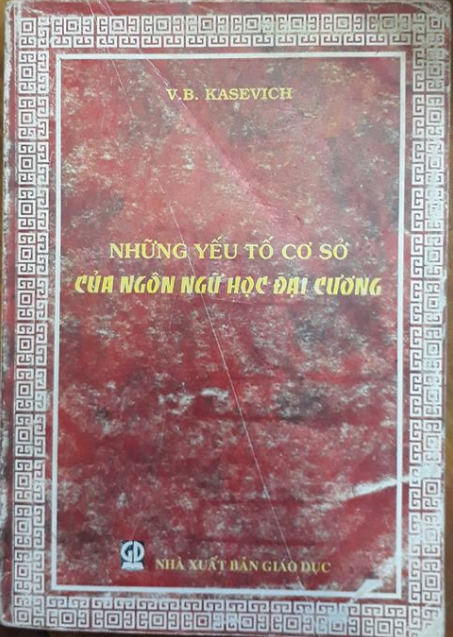 V.B. KASEVICH
NHỮNG YẾU TỐ CƠ SỞ
CỦA NGÔN NGỮ HỌC ĐẠI CƯƠNG
GD
NHÀ XUẤT BẢN GIÁO DỤC